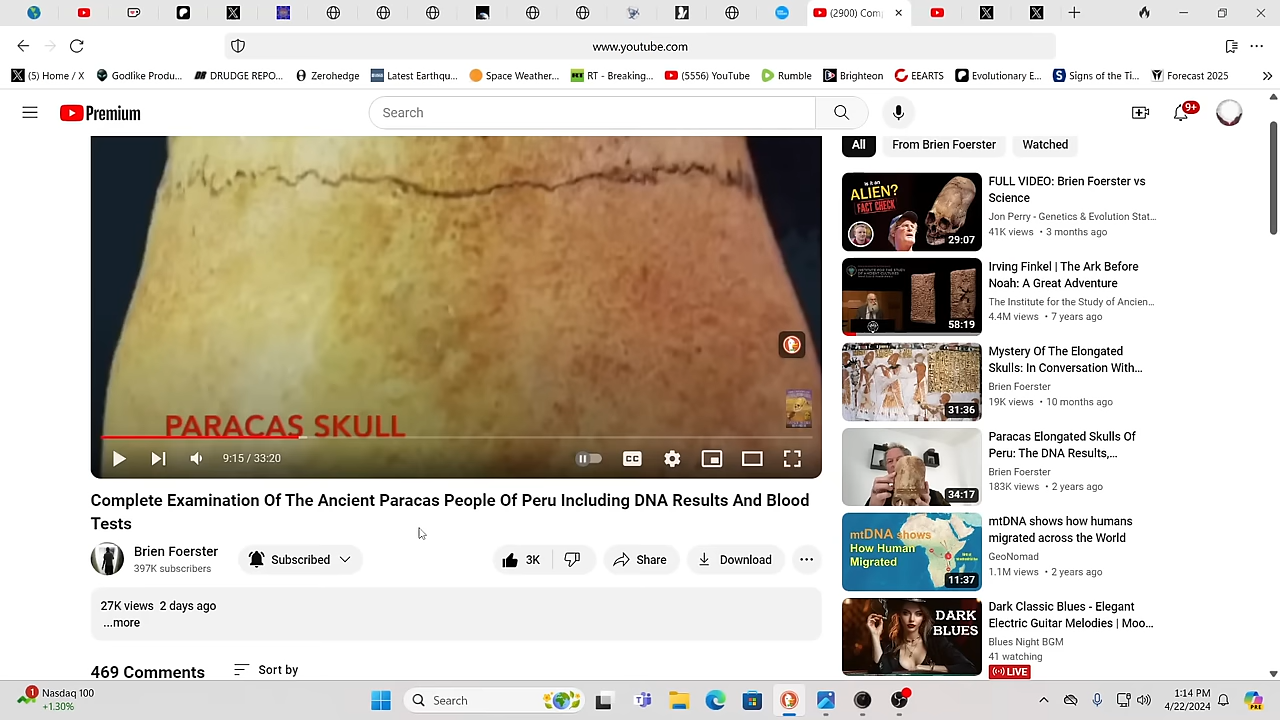 (2900) Com
www.youtube.com
(5) Home / X
Godlike Produ...
DRUDGE REPO...
Zerohedge
Latest Earthqu...
Space Weather...
RT - Breaking...
(5556) YouTube
Rumble
Brighteon
EEARTS
Evolutionary E...
Signs of the Ti...
Forecast 2025
Premium
Search
9+
PARACAS SKULL
9:15 / 33:20
CC
Complete Examination Of The Ancient Paracas People Of Peru Including DNA Results And Blood
Tests
Brien Foerster
397K subscribers
Subscribed
3K
Share
Download
27K views 2 days ago
...more
469 Comments
Sort by
All
From Brien Foerster
Watched
ALIEN?
FACT CHECK
29:07
FULL VIDEO: Brien Foerster vs
Science
Jon Perry - Genetics & Evolution Stat...
41K views • 3 months ago
58:19
Irving Finkel | The Ark Before
Noah: A Great Adventure
The Institute for the Study of Ancien...
4.4M views • 7 years ago
31:36
Mystery Of The Elongated
Skulls: In Conversation With...
Brien Foerster
19K views • 10 months ago
34:17
Paracas Elongated Skulls Of
Peru: The DNA Results,...
Brien Foerster
183K views • 2 years ago
mtDNA shows
How Human
Migrated
11:37
mtDNA shows how humans
migrated across the World
GeoNomad
1.1M views • 2 years ago
DARK
BLUES
Dark Classic Blues - Elegant
Electric Guitar Melodies | Moo...
Blues Night BGM
41 watching
LIVE
1
Nasdaq 100
+1.30%
Search
1:14 PM
4/22/2024
PRE